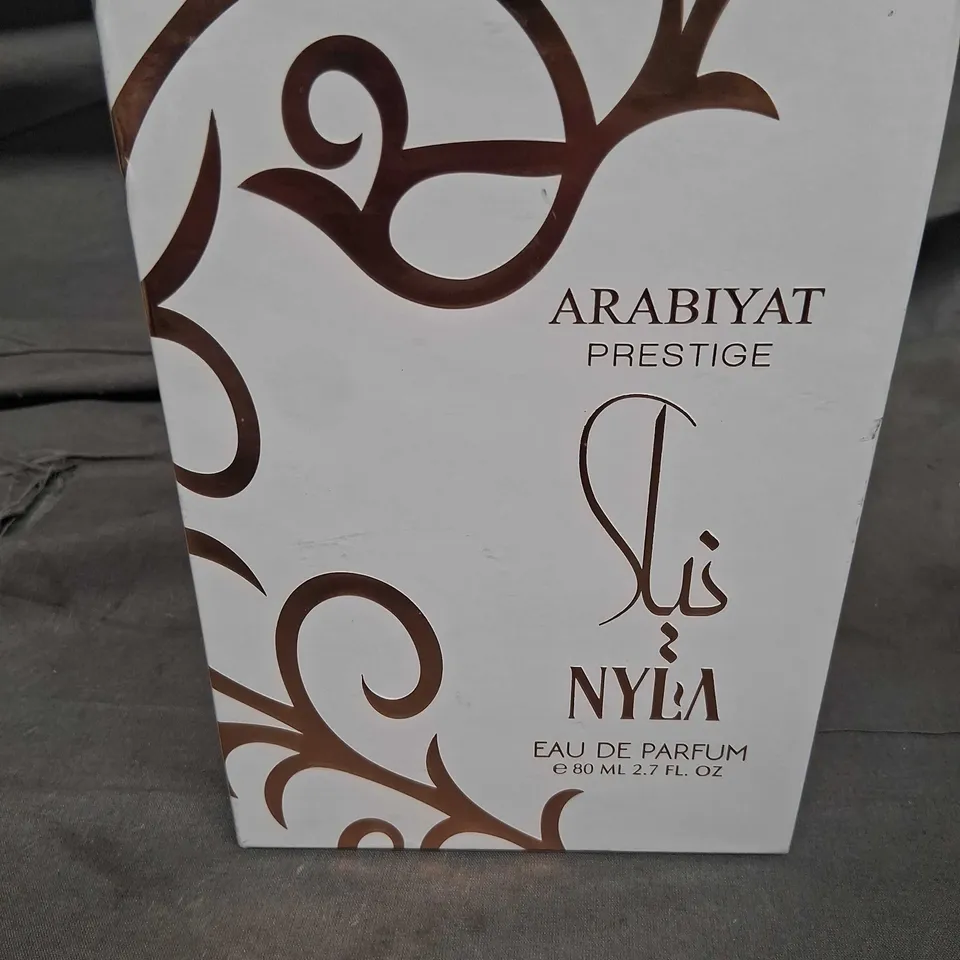 ARABIYAT
PRESTIGE
نيلا
NYLA
EAU DE PARFUM
℮ 80 ML 2.7 FL. OZ